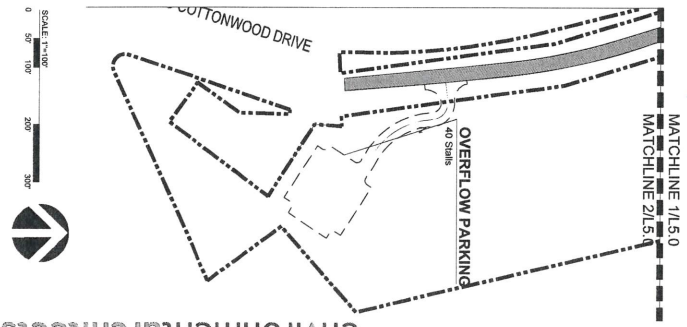 COTTONWOOD DRIVE
SCALE: 1"=100'
0 50' 100' 200' 300'
OVERFLOW PARKING
40 Stalls
MATCHLINE 1/L5.0
MATCHLINE 2/L5.0